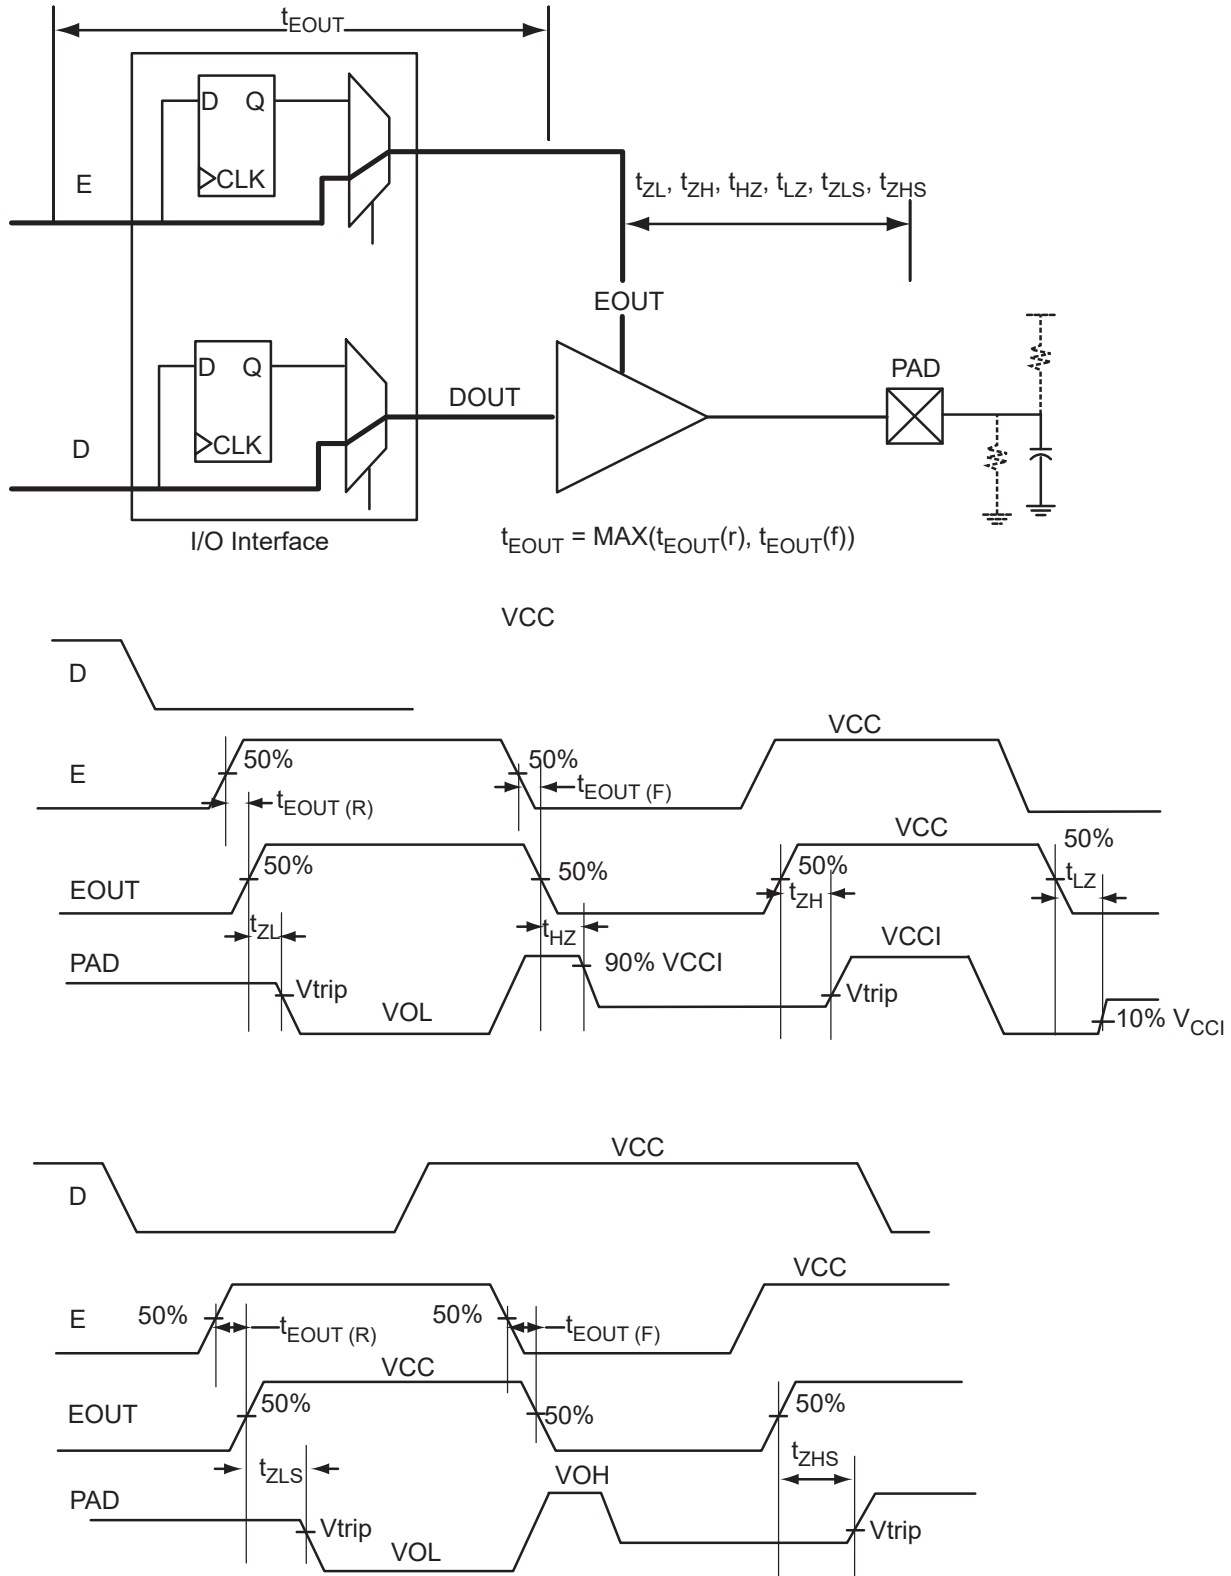 tEOUT
D Q
CLK
E
tZL, tZH, tHZ, tLZ, tZLS, tZHS
EOUT
D Q
CLK
D
DOUT
PAD
I/O Interface
tEOUT = MAX(tEOUT(r), tEOUT(f))
VCC
D
VCC
E
50%
50%
tEOUT (R)
tEOUT (F)
VCC
50%
EOUT
50%
50%
50%
tZL
tHZ
tZH
tLZ
PAD
VCCI
90% VCCI
Vtrip
VOL
Vtrip
10% VCCI
VCC
D
VCC
E
50%
50%
tEOUT (R)
tEOUT (F)
VCC
EOUT
50%
50%
50%
tZLS
tZHS
VOH
PAD
Vtrip
Vtrip
VOL